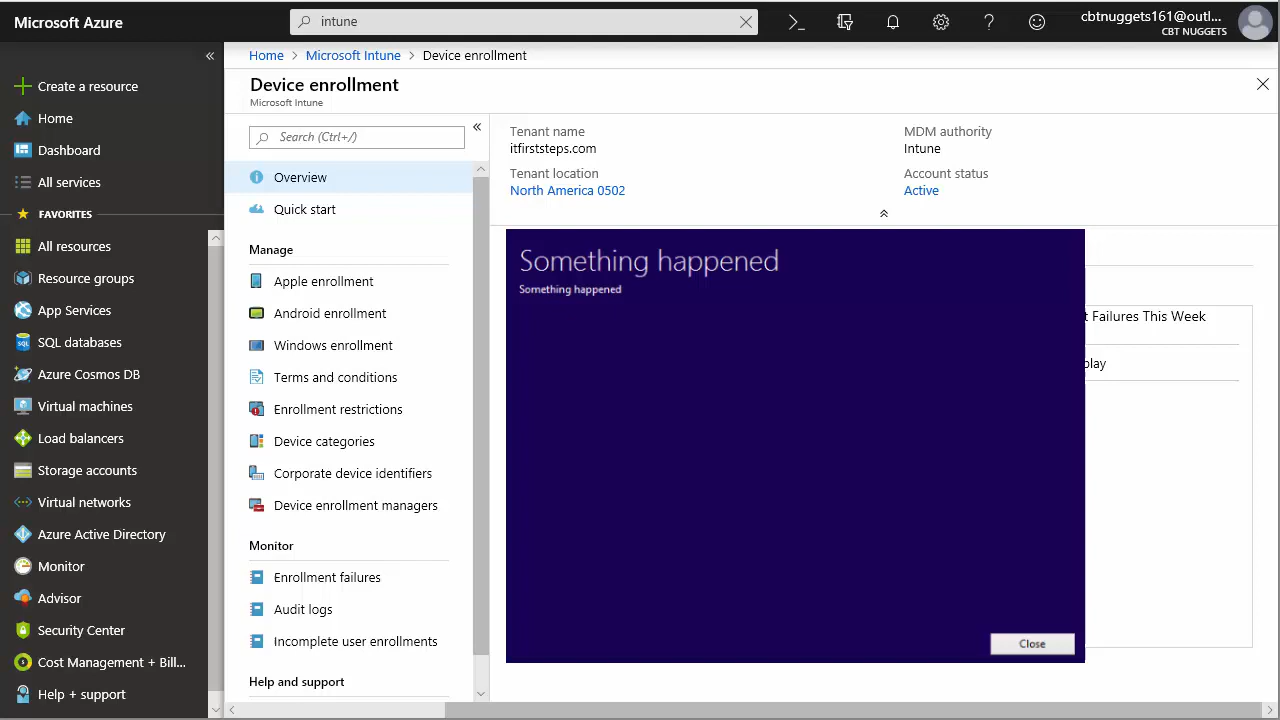 Microsoft Azure
intune
cbtnuggets161@outl...
CBT NUGGETS
Create a resource
Home
Dashboard
All services
FAVORITES
All resources
Resource groups
App Services
SQL databases
Azure Cosmos DB
Virtual machines
Load balancers
Storage accounts
Virtual networks
Azure Active Directory
Monitor
Advisor
Security Center
Cost Management + Bill...
Help + support
Home > Microsoft Intune > Device enrollment
Device enrollment
Microsoft Intune
Search (Ctrl+/)
Overview
Quick start
Manage
Apple enrollment
Android enrollment
Windows enrollment
Terms and conditions
Enrollment restrictions
Device categories
Corporate device identifiers
Device enrollment managers
Monitor
Enrollment failures
Audit logs
Incomplete user enrollments
Help and support
Tenant name
itfirststeps.com
Tenant location
North America 0502
MDM authority
Intune
Account status
Active
Something happened
Something happened
Close
t Failures This Week
play